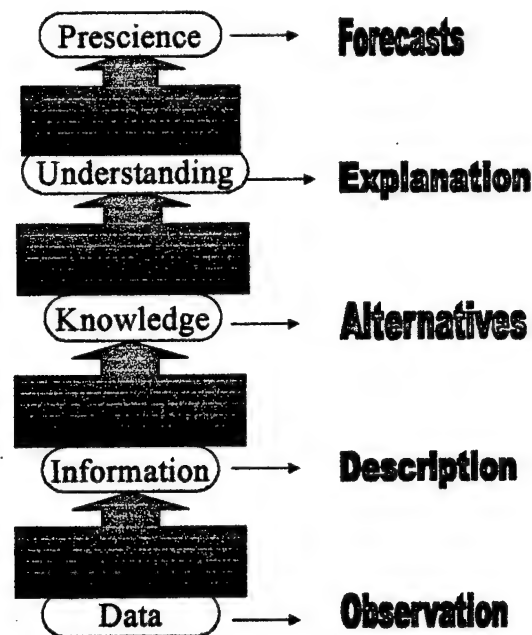 Prescience Forecasts
Understanding Explanation
Knowledge Alternatives
Information Description
Data Observation